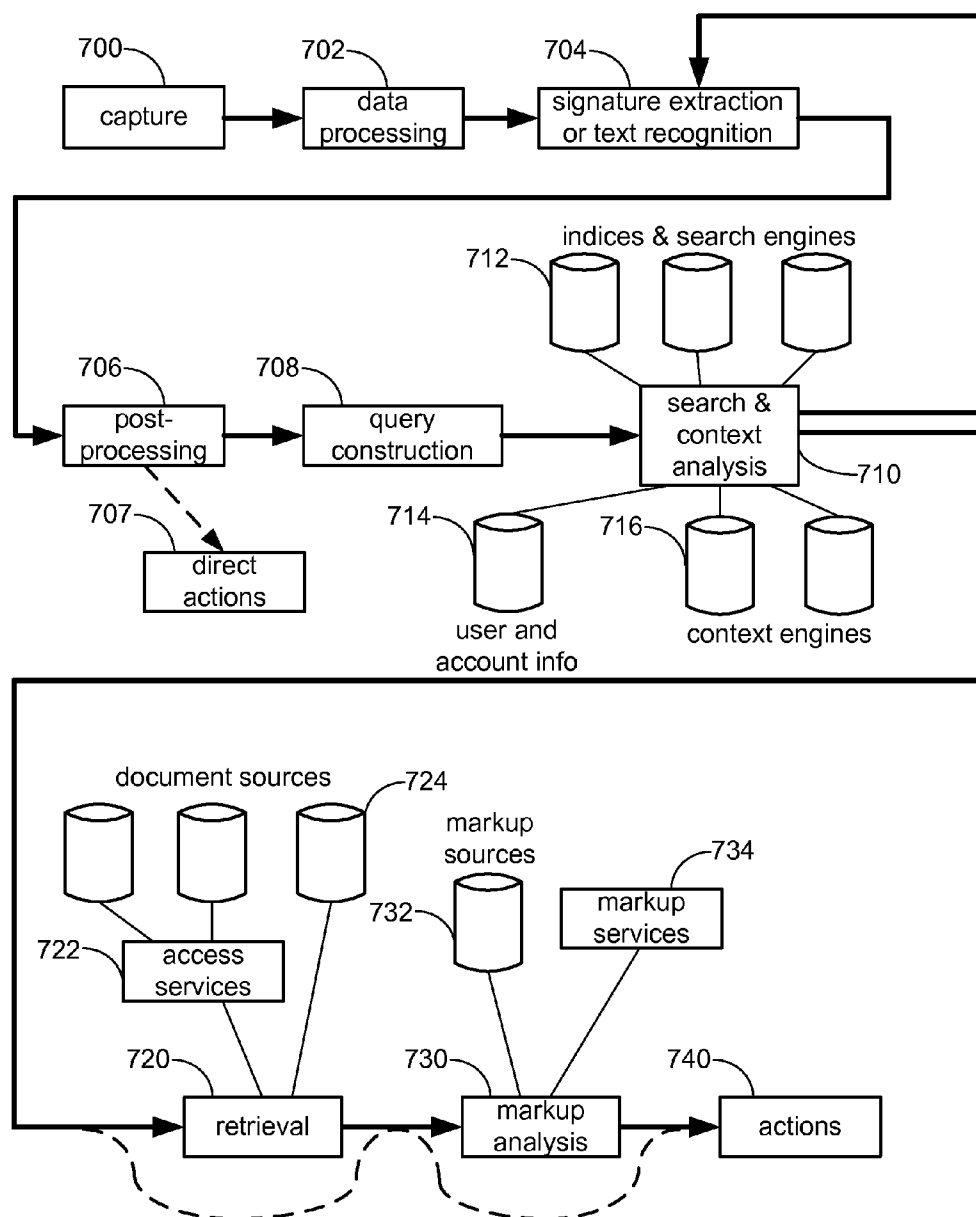 700
702
704
capture
data
processing
signature extraction
or text recognition
indices & search engines
712
706
708
post-
processing
query
construction
search &
context
analysis
710
707
direct
actions
714
716
user and
account info
context engines
document sources
724
markup
sources
734
732
markup
services
722
access
services
720
730
740
retrieval
markup
analysis
actions